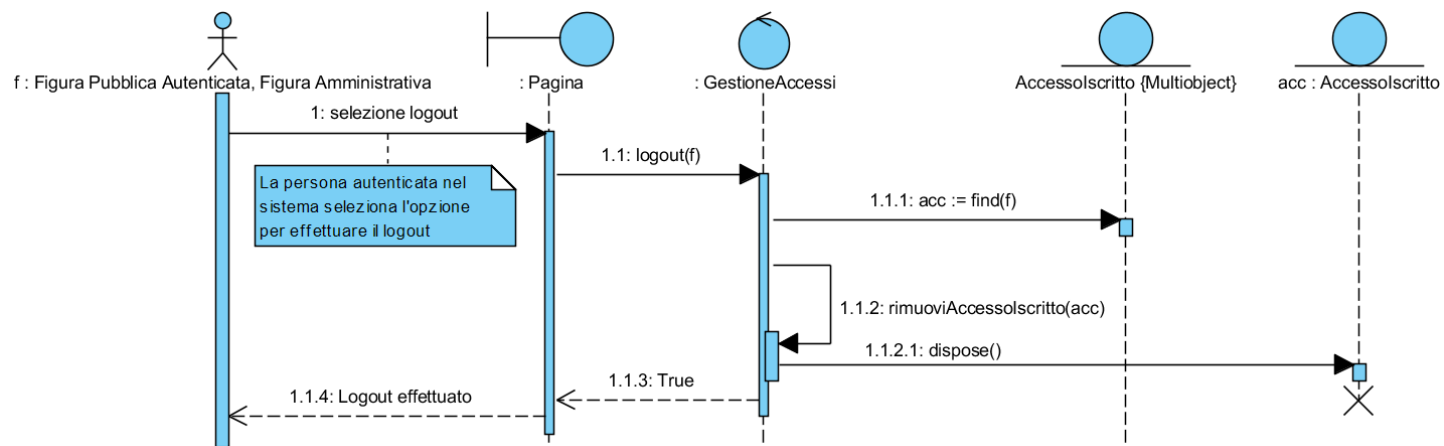 f : Figura Pubblica Autenticata, Figura Amministrativa
: Pagina
: GestioneAccessi
AccessoIscritto {Multiobject}
acc : AccessoIscritto
1: selezione logout
La persona autenticata nel
sistema seleziona l'opzione
per effettuare il logout
1.1: logout(f)
1.1.1: acc := find(f)
1.1.2: rimuoviAccessoIscritto(acc)
1.1.2.1: dispose()
1.1.3: True
1.1.4: Logout effettuato